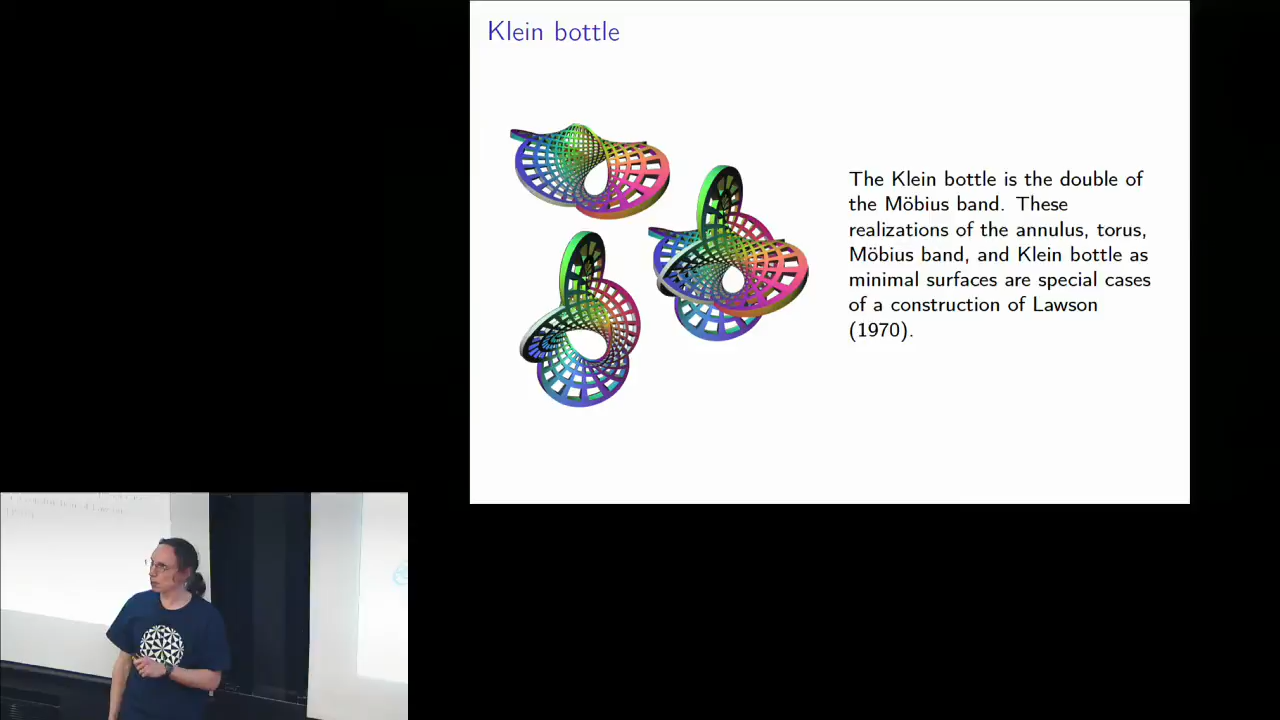 Klein bottle
The Klein bottle is the double of
the Möbius band. These
realizations of the annulus, torus,
Möbius band, and Klein bottle as
minimal surfaces are special cases
of a construction of Lawson
(1970).